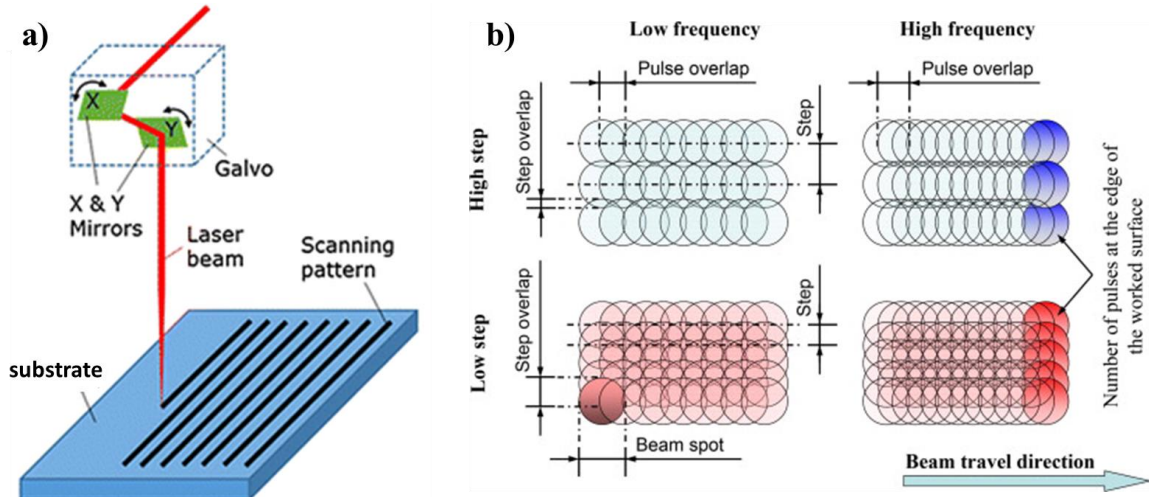 a)
X
Y
Galvo
X & Y
Mirrors
Laser
beam
Scanning
pattern
substrate
b)
Low frequency
High frequency
Pulse overlap
Pulse overlap
High step
Step overlap
Step
Low step
Step overlap
Step
Beam spot
Number of pulses at the edge of
the worked surface
Beam travel direction